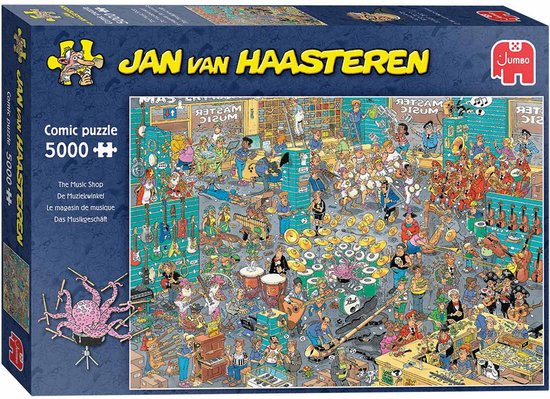 JAN VAN HAASTEREN
Jumbo
Comic puzzle
5000
The Music Shop
De Muziekwinkel
Le magasin de musique
Das Musikgeschäft
MASTER
MUSIC
MASTER
MUSIC
JAN VAN HAASTEREN
Comic puzzle
5000